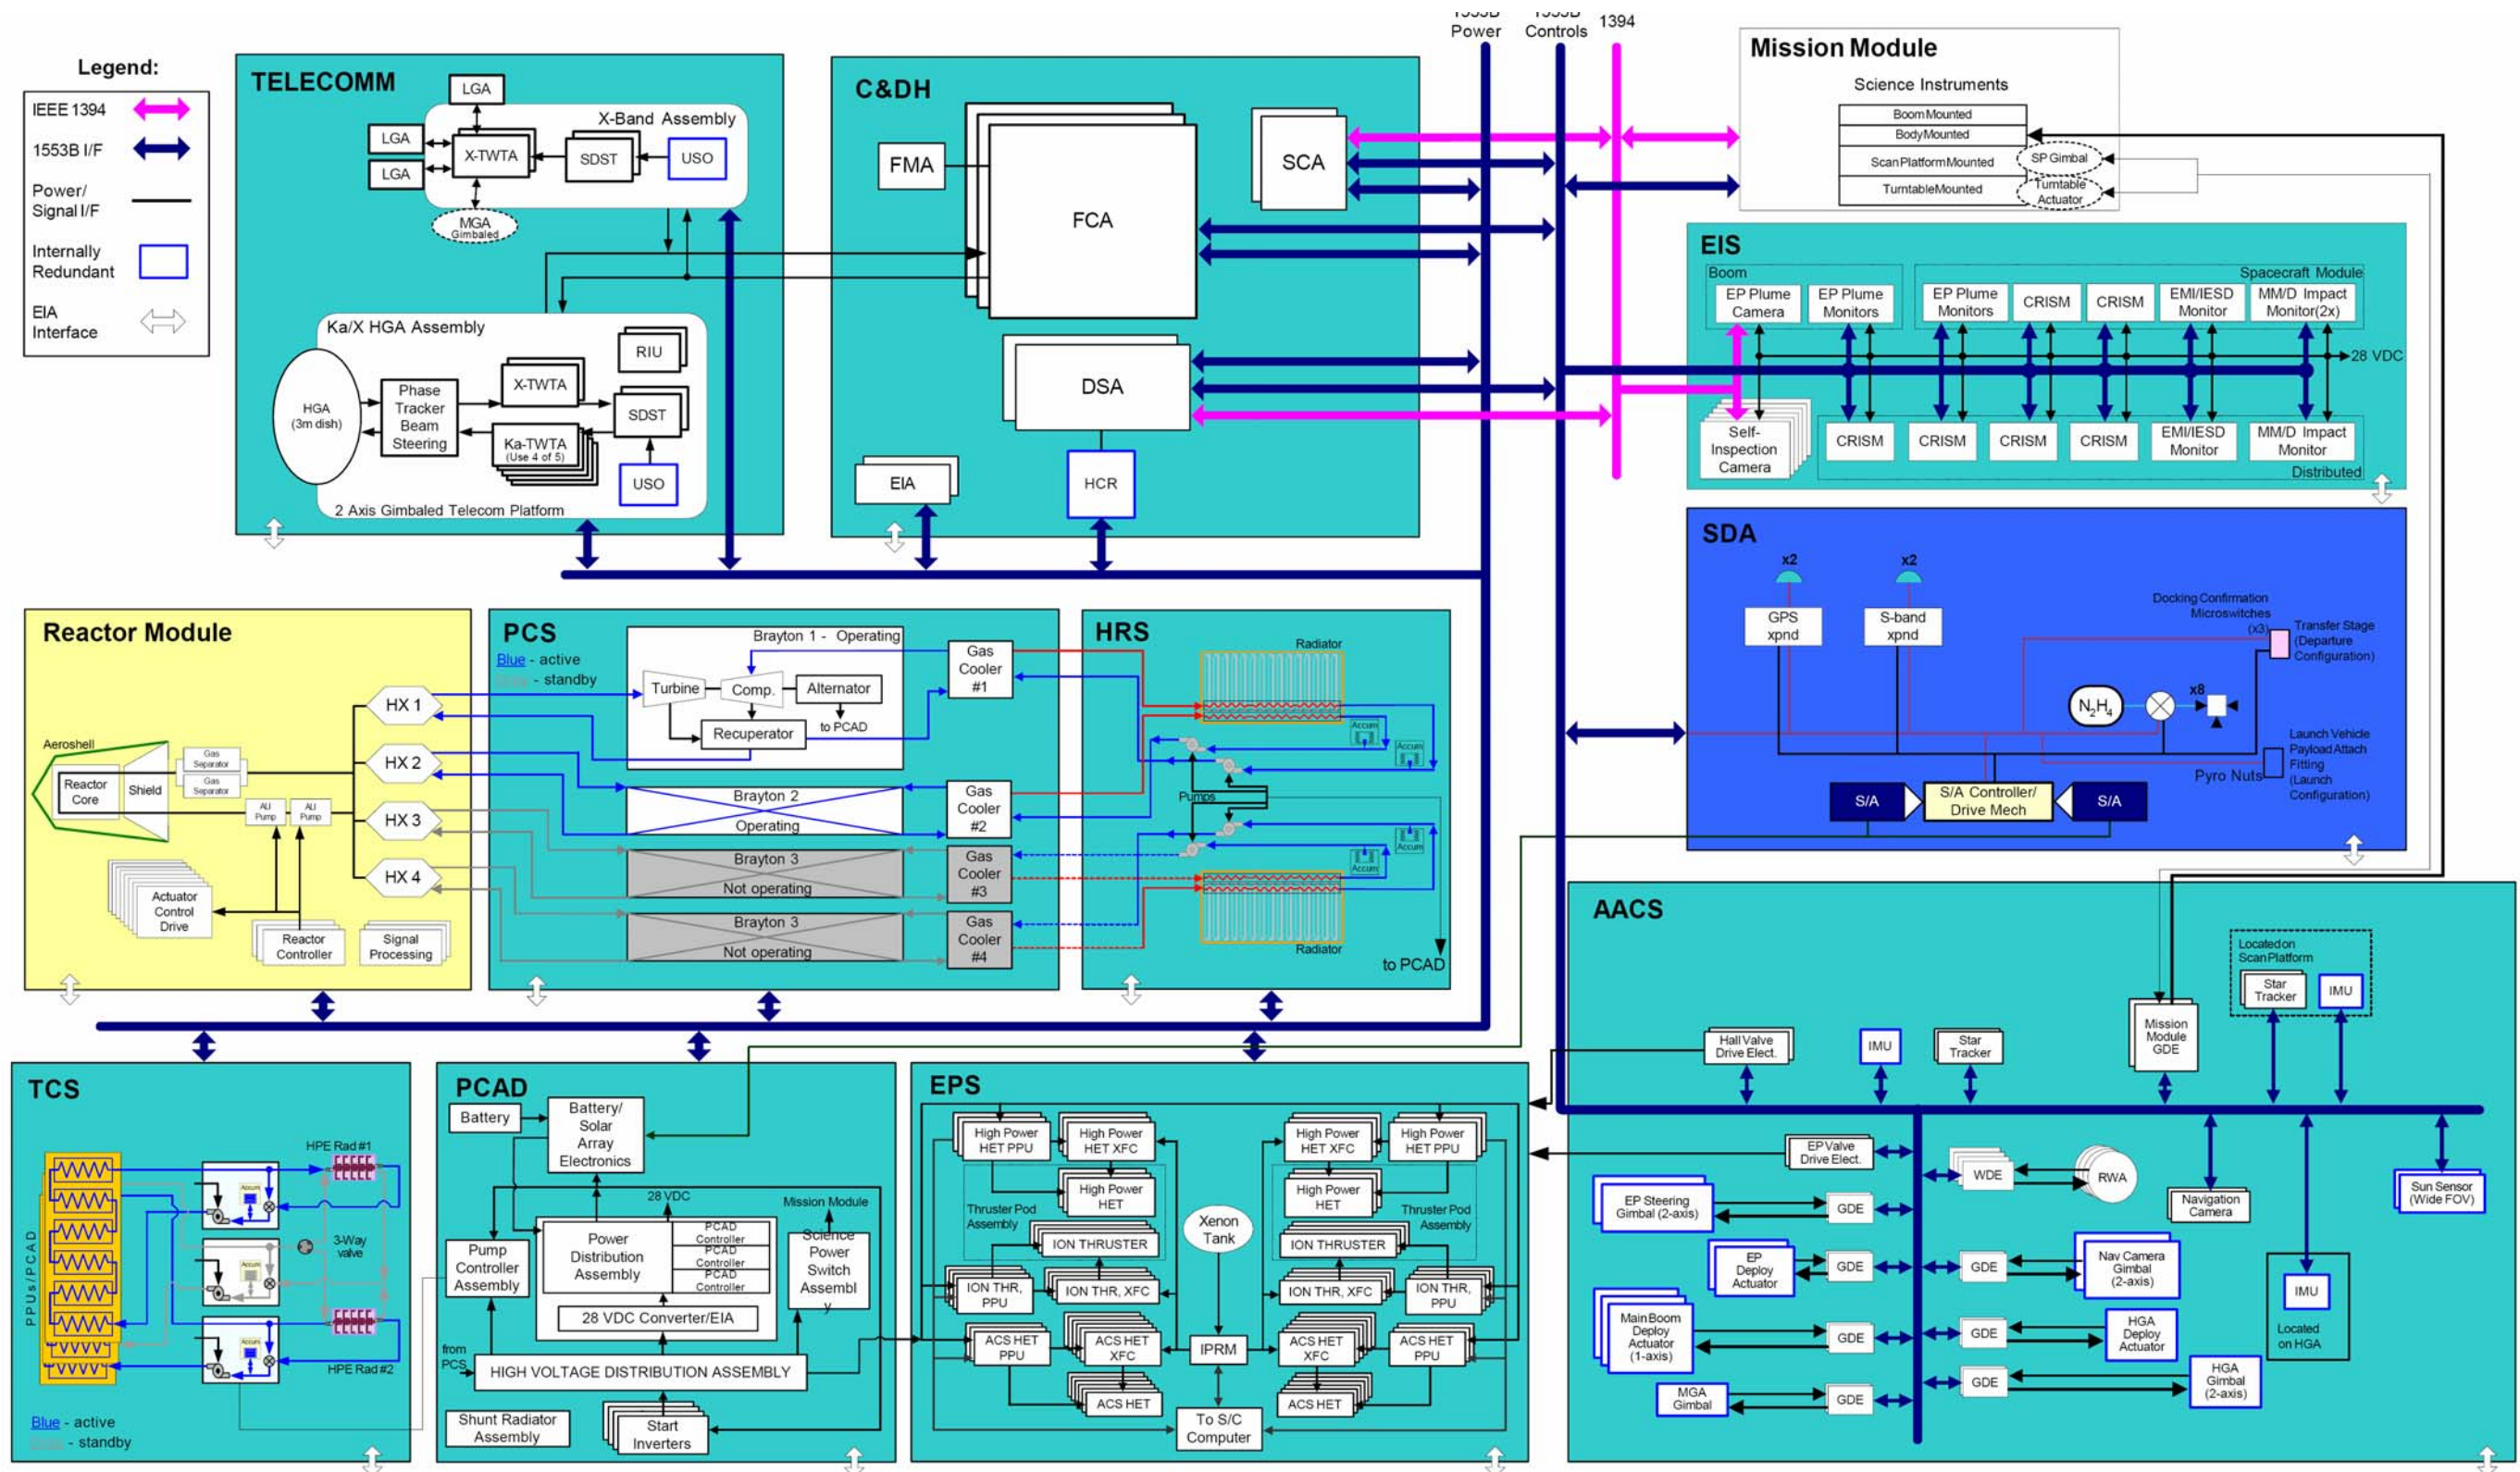 1553B
Power
1553B
Controls
1394
Legend:
IEEE 1394
1553B I/F
Power/
Signal I/F
Internally
Redundant
EIA
Interface
TELECOMM
LGA
LGA
LGA
X-Band Assembly
X-TWTA
SDST
USO
MGA
Gimbaled
Ka/X HGA Assembly
RIU
HGA
(3m dish)
Phase
Tracker
Beam
Steering
X-TWTA
SDST
Ka-TWTA
(Use 4 of 5)
USO
2 Axis Gimbaled Telecom Platform
C&DH
FMA
FCA
SCA
DSA
EIA
HCR
Mission Module
Science Instruments
Boom Mounted
Body Mounted
Scan Platform Mounted
Turntable Mounted
SP Gimbal
Turntable
Actuator
EIS
Boom
Spacecraft Module
EP Plume
Camera
EP Plume
Monitors
EP Plume
Monitors
CRISM
CRISM
EMI/IESD
Monitor
MM/D Impact
Monitor(2x)
28 VDC
Self-
Inspection
Camera
CRISM
CRISM
CRISM
CRISM
EMI/IESD
Monitor
MM/D Impact
Monitor
Distributed
SDA
x2
x2
GPS
xpnd
S-band
xpnd
Docking Confirmation
Microswitches
(x3)
Transfer Stage
(Departure
Configuration)
N2H4
x8
Launch Vehicle
Payload Attach
Fitting
(Launch
Configuration)
Pyro Nuts
S/A
S/A Controller/
Drive Mech
S/A
Reactor Module
Aeroshell
Reactor
Core
Shield
Gas
Separator
Gas
Separator
ALI
Pump
ALI
Pump
HX 1
HX 2
HX 3
HX 4
Actuator
Control
Drive
Reactor
Controller
Signal
Processing
PCS
Blue - active
- standby
Brayton 1 - Operating
Turbine
Comp.
Alternator
to PCAD
Recuperator
Brayton 2
Operating
Brayton 3
Not operating
Brayton 3
Not operating
Gas
Cooler
#1
Gas
Cooler
#2
Gas
Cooler
#3
Gas
Cooler
#4
HRS
Radiator
Accum
Accum
Pumps
Accum
Accum
Radiator
to PCAD
TCS
PPUs/PCAD
HPE Rad #1
Accum
Accum
3-Way
valve
Accum
HPE Rad #2
Blue - active
- standby
PCAD
Battery
Battery/
Solar
Array
Electronics
28 VDC
Mission Module
Pump
Controller
Assembly
Power
Distribution
Assembly
PCAD
Controller
PCAD
Controller
PCAD
Controller
Science
Power
Switch
Assembl
y
28 VDC Converter/EIA
from
PCS
HIGH VOLTAGE DISTRIBUTION ASSEMBLY
Shunt Radiator
Assembly
Start
Inverters
EPS
High Power
HET PPU
High Power
HET XFC
High Power
HET XFC
High Power
HET PPU
High Power
HET
High Power
HET
Thruster Pod
Assembly
Thruster Pod
Assembly
Xenon
Tank
ION THRUSTER
ION THRUSTER
ION THR,
PPU
ION THR, XFC
ION THR, XFC
ION THR,
PPU
ACS HET
PPU
ACS HET
XFC
IPRM
ACS HET
XFC
ACS HET
PPU
ACS HET
ACS HET
To S/C
Computer
AACS
Located on
Scan Platform
Star
Tracker
IMU
Hall Valve
Drive Elect.
IMU
Star
Tracker
Mission
Module
GDE
EP Valve
Drive Elect.
WDE
RWA
Navigation
Camera
Sun Sensor
(Wide FOV)
EP Steering
Gimbal (2-axis)
GDE
EP
Deploy
Actuator
GDE
GDE
Nav Camera
Gimbal
(2-axis)
IMU
Located
on HGA
Main Boom
Deploy
Actuator
(1-axis)
GDE
GDE
HGA
Deploy
Actuator
MGA
Gimbal
GDE
GDE
HGA
Gimbal
(2-axis)